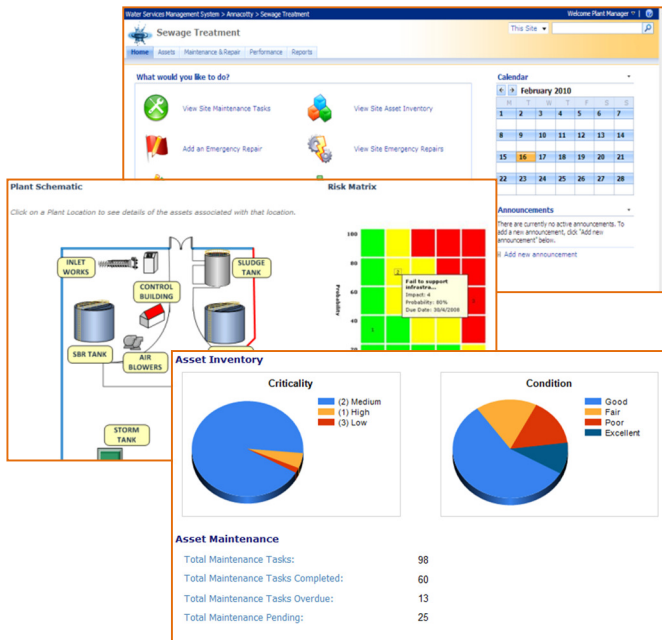 Water Services Management System > Annacotty > Sewage Treatment
Welcome Plant Manager
Sewage Treatment
This Site
Home Assets Maintenance & Repair Performance Reports
What would you like to do?
View Site Maintenance Tasks
View Site Asset Inventory
Add an Emergency Repair
View Site Emergency Repairs
Calendar
February 2010
M T W T F S S
1 2 3 4 5 6 7
8 9 10 11 12 13 14
15 16 17 18 19 20 21
22 23 24 25 26 27 28
Announcements
There are currently no active announcements. To
add a new announcement, click "Add new
announcement" below.
Add new announcement
Plant Schematic
Click on a Plant Location to see details of the assets associated with that location.
INLET
WORKS
CONTROL
BUILDING
SLUDGE
TANK
SBR TANK
AIR
BLOWERS
STORM
TANK
Risk Matrix
Probability
100
80
60
40
20
Fail to support
infrastru...
Impact: 4
Probability: 80%
Due Date: 30/4/2008
Asset Inventory
Criticality
(2) Medium
(1) High
(3) Low
Condition
Good
Fair
Poor
Excellent
Asset Maintenance
Total Maintenance Tasks: 98
Total Maintenance Tasks Completed: 60
Total Maintenance Tasks Overdue: 13
Total Maintenance Pending: 25